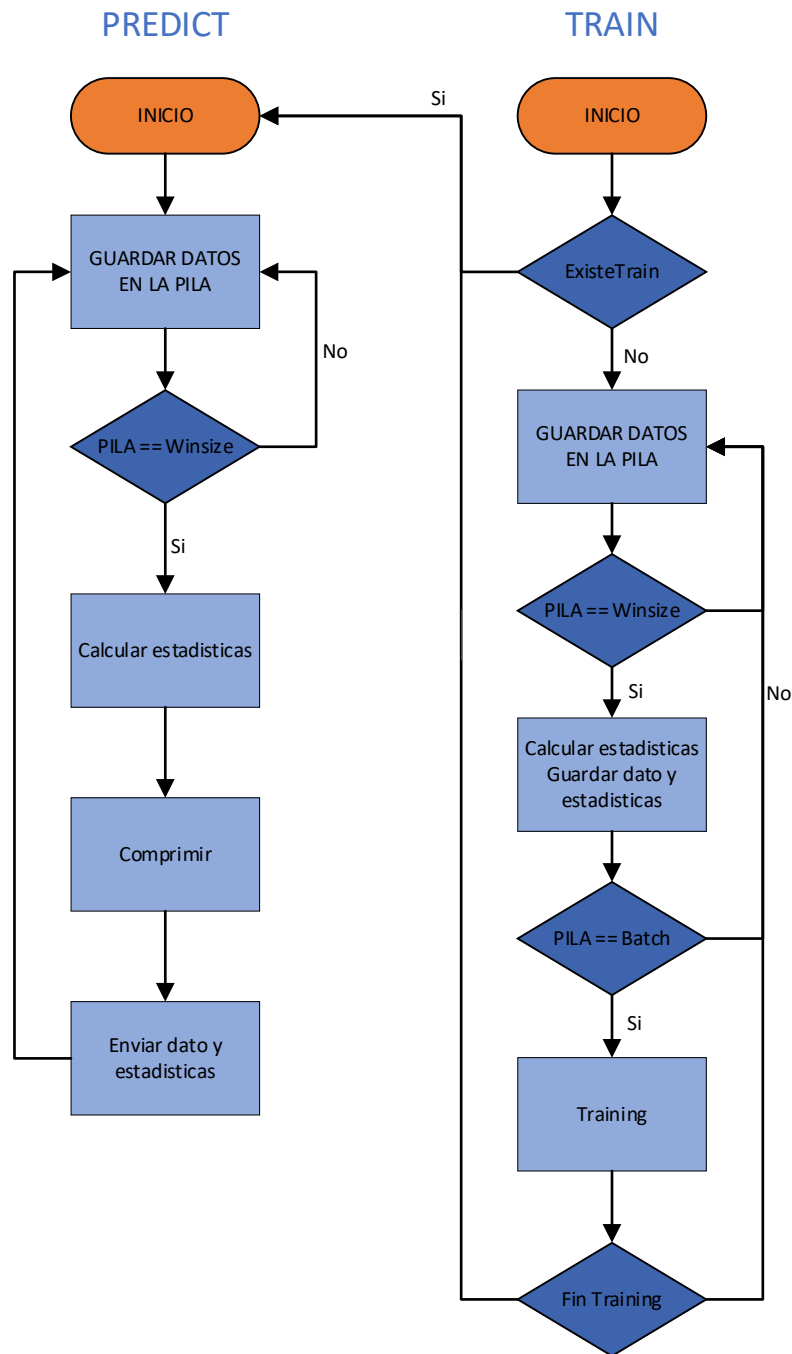 PREDICT
INICIO
GUARDAR DATOS
EN LA PILA
No
PILA == Winsize
Si
Calcular estadisticas
Comprimir
Enviar dato y
estadisticas
TRAIN
Si
INICIO
ExisteTrain
No
GUARDAR DATOS
EN LA PILA
PILA == Winsize
Si
No
Calcular estadisticas
Guardar dato y
estadisticas
PILA == Batch
Si
Training
Fin Training